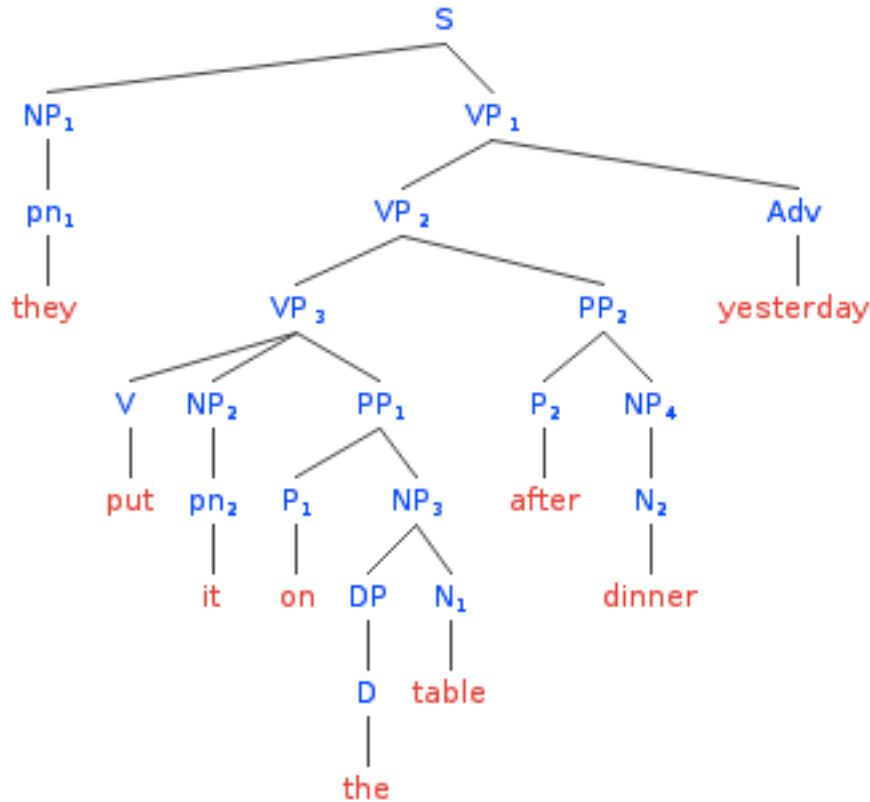 S
NP₁ VP₁
pn₁ VP₂ Adv
they VP₃ PP₂ yesterday
V NP₂ PP₁ P₂ NP₄
put pn₂ P₁ NP₃ after N₂
it on DP N₁ dinner
D table
the